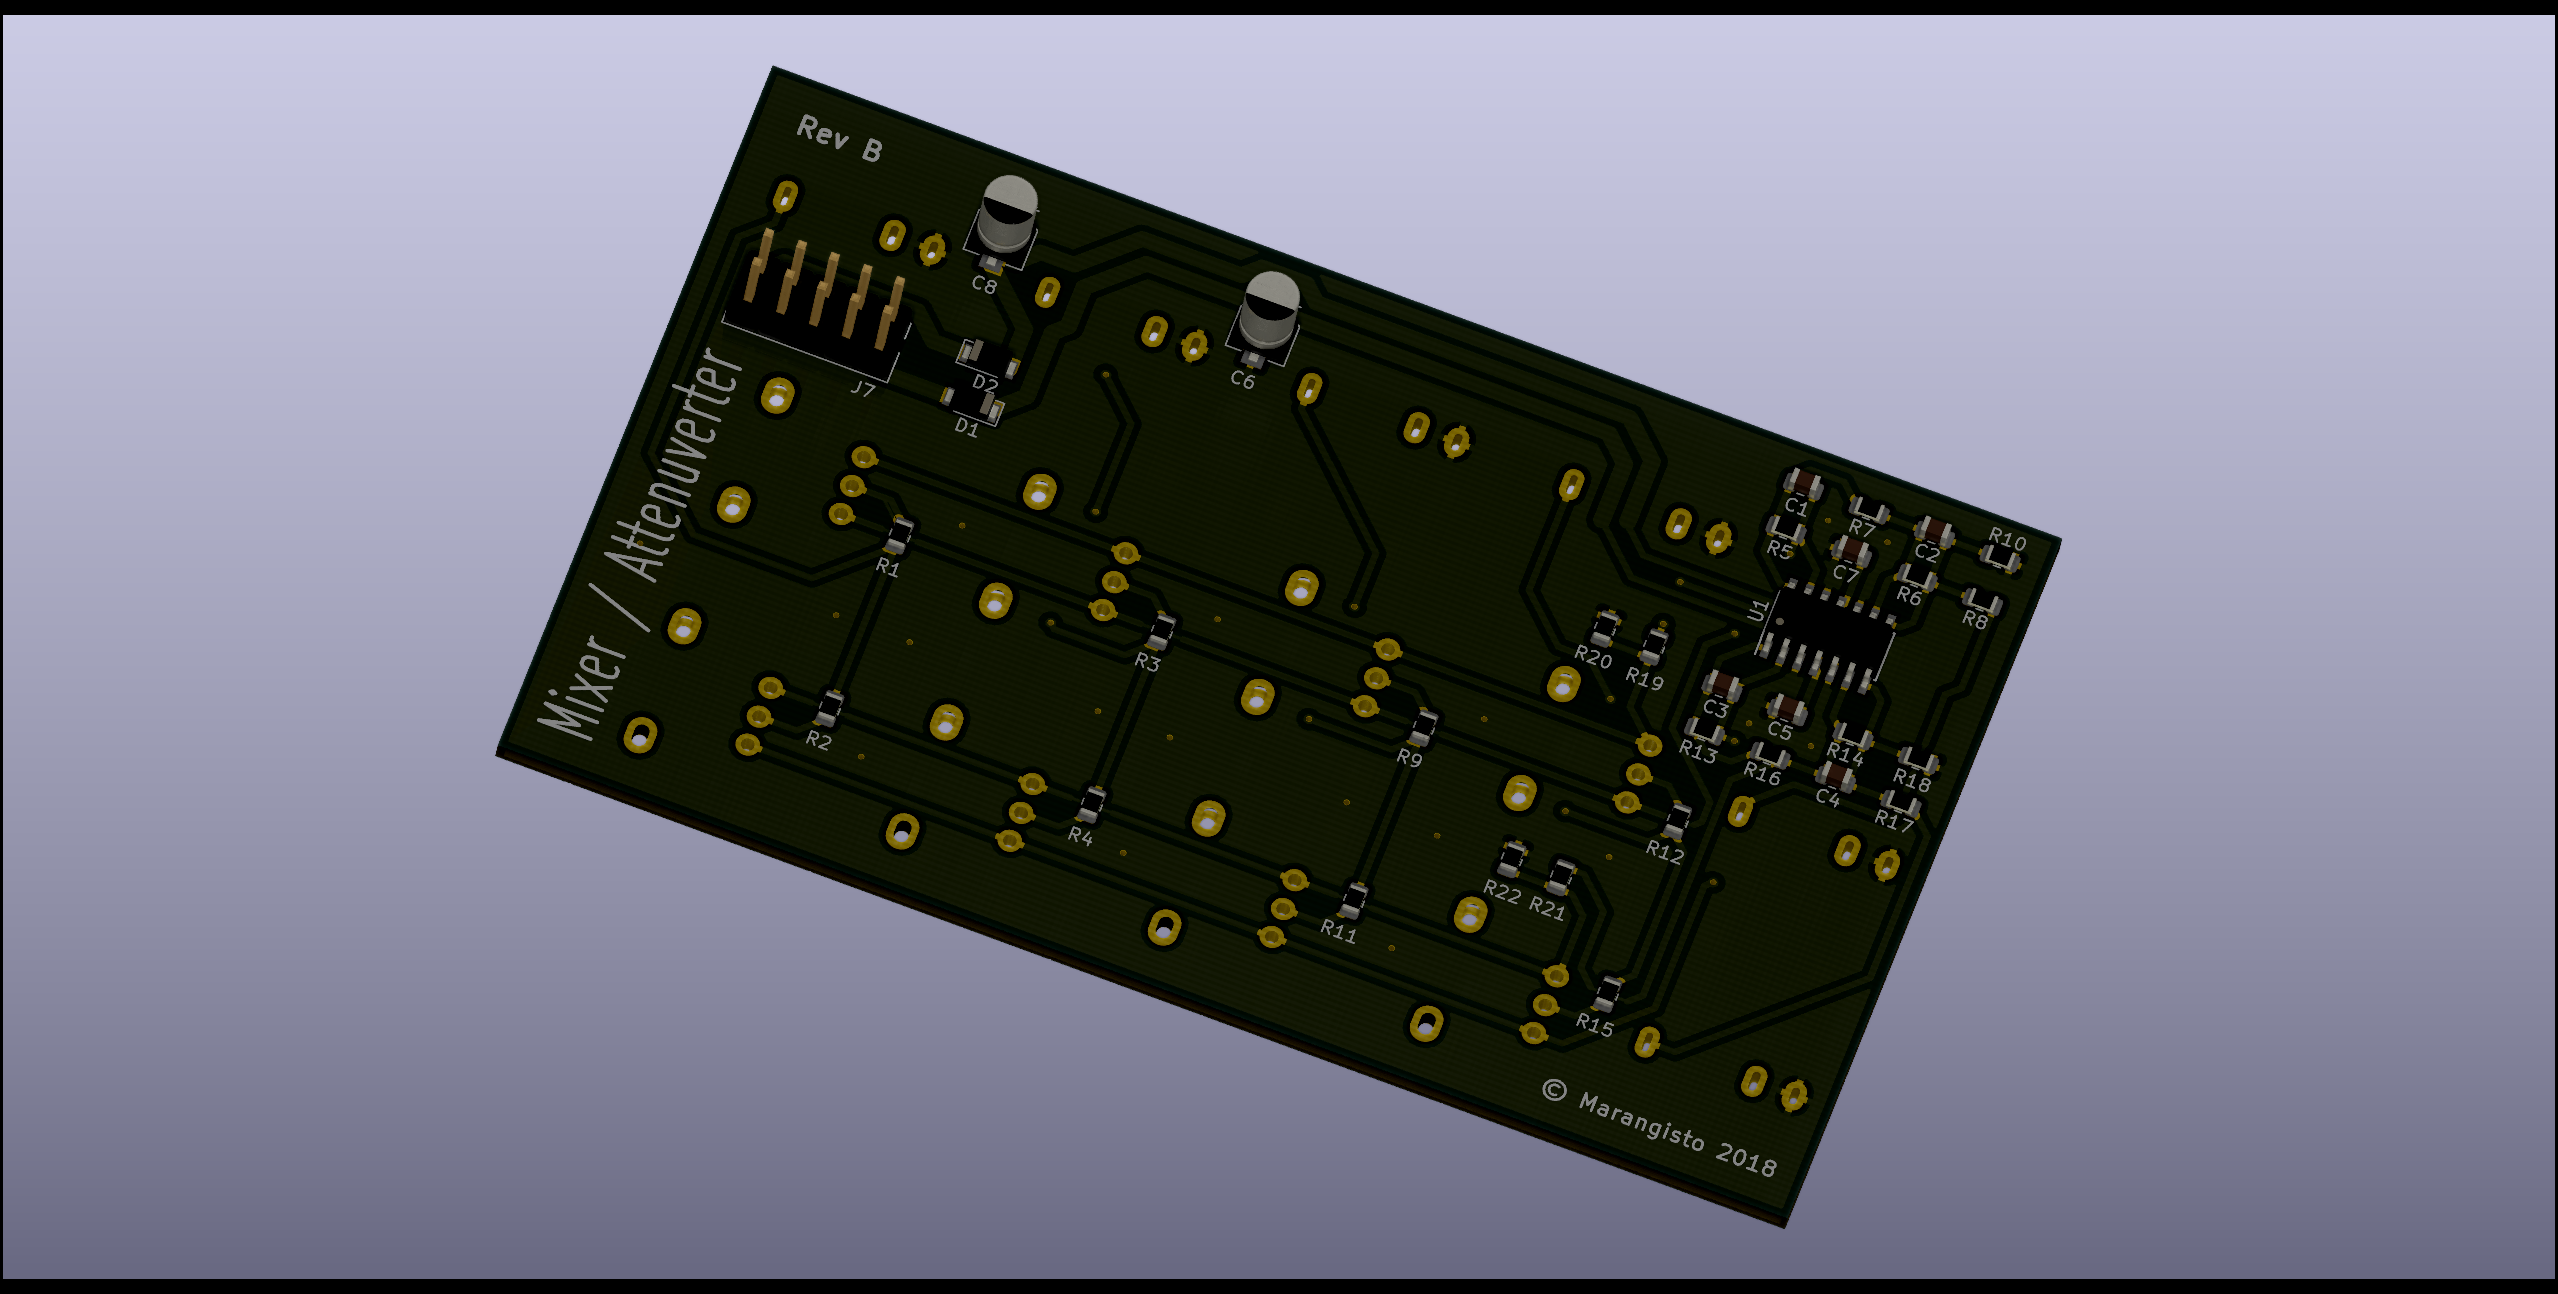 Rev B
C8
C6
J7
D2
D1
Mixer / Attenuverter
C1
R7
R10
R5
C2
C7
R6
R8
U1
R1
R3
R20
R19
C3
C5
R13
R14
R16
R18
C4
R17
R2
R9
R4
R12
R22
R21
R11
R15
© Marangisto 2018